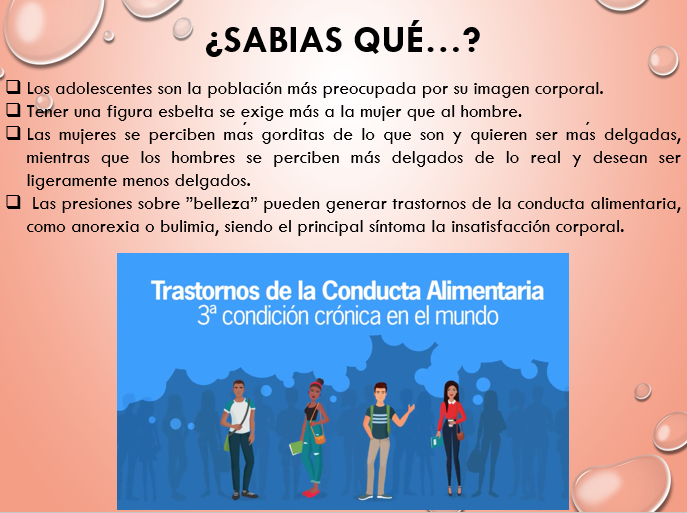 ¿SABIAS QUÉ...?
Los adolescentes son la población más preocupada por su imagen corporal.
Tener una figura esbelta se exige más a la mujer que al hombre.
Las mujeres se perciben más gorditas de lo que son y quieren ser más delgadas,
mientras que los hombres se perciben más delgados de lo real y desean ser
ligeramente menos delgados.
Las presiones sobre ”belleza” pueden generar trastornos de la conducta alimentaria,
como anorexia o bulimia, siendo el principal síntoma la insatisfacción corporal.
Trastornos de la Conducta Alimentaria
3ª condición crónica en el mundo